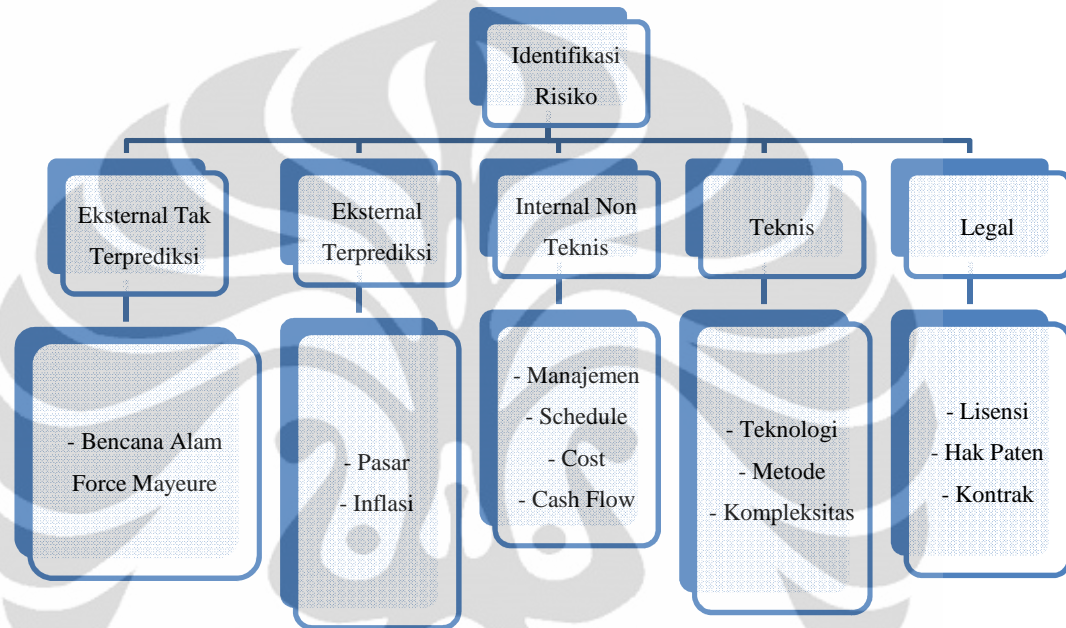 Identifikasi
Risiko
Eksternal Tak
Terprediksi
Eksternal
Terprediksi
Internal Non
Teknis
Teknis
Legal
- Bencana Alam
Force Mayeure
- Pasar
- Inflasi
- Manajemen
- Schedule
- Cost
- Cash Flow
- Teknologi
- Metode
- Kompleksitas
- Lisensi
- Hak Paten
- Kontrak